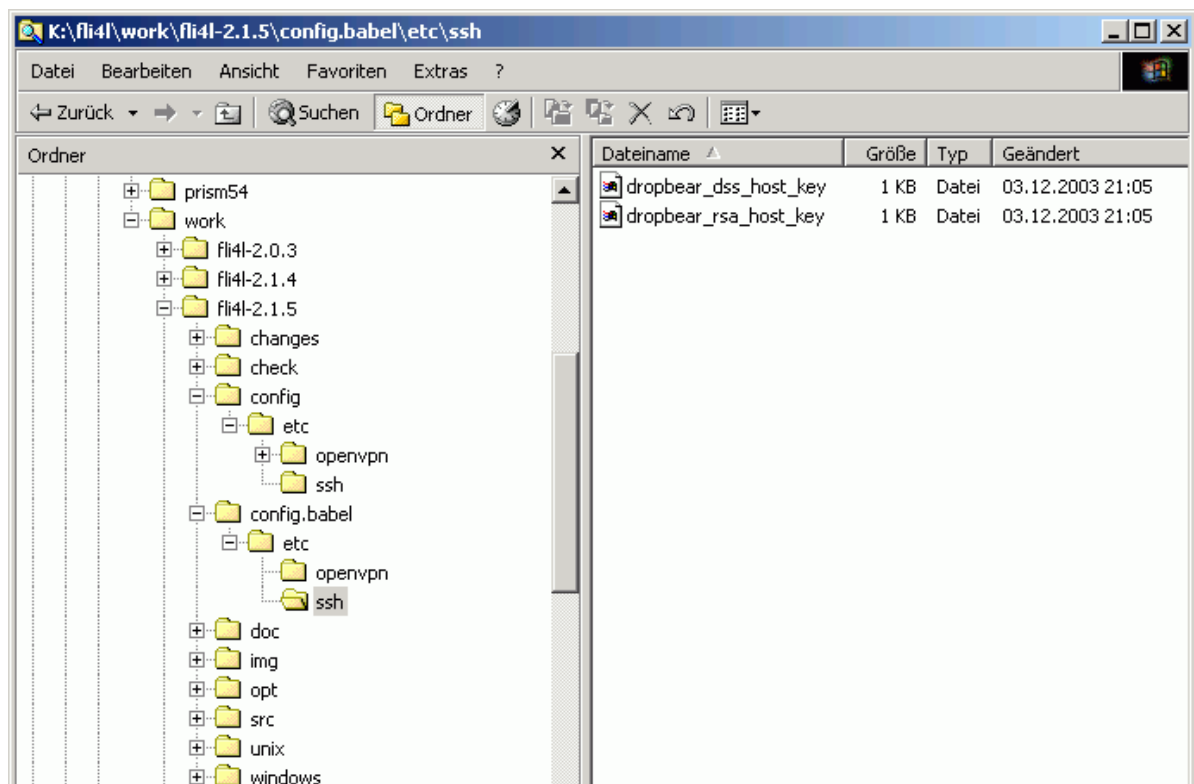 K:\fli4l\work\fli4l-2.1.5\config.babel\etc\ssh
Datei Bearbeiten Ansicht Favoriten Extras ?
Zurück Suchen Ordner
Ordner
prism54
work
fli4l-2.0.3
fli4l-2.1.4
fli4l-2.1.5
changes
check
config
etc
openvpn
ssh
config.babel
etc
openvpn
ssh
doc
img
opt
src
unix
windows
Dateiname Größe Typ Geändert
dropbear_dss_host_key 1 KB Datei 03.12.2003 21:05
dropbear_rsa_host_key 1 KB Datei 03.12.2003 21:05